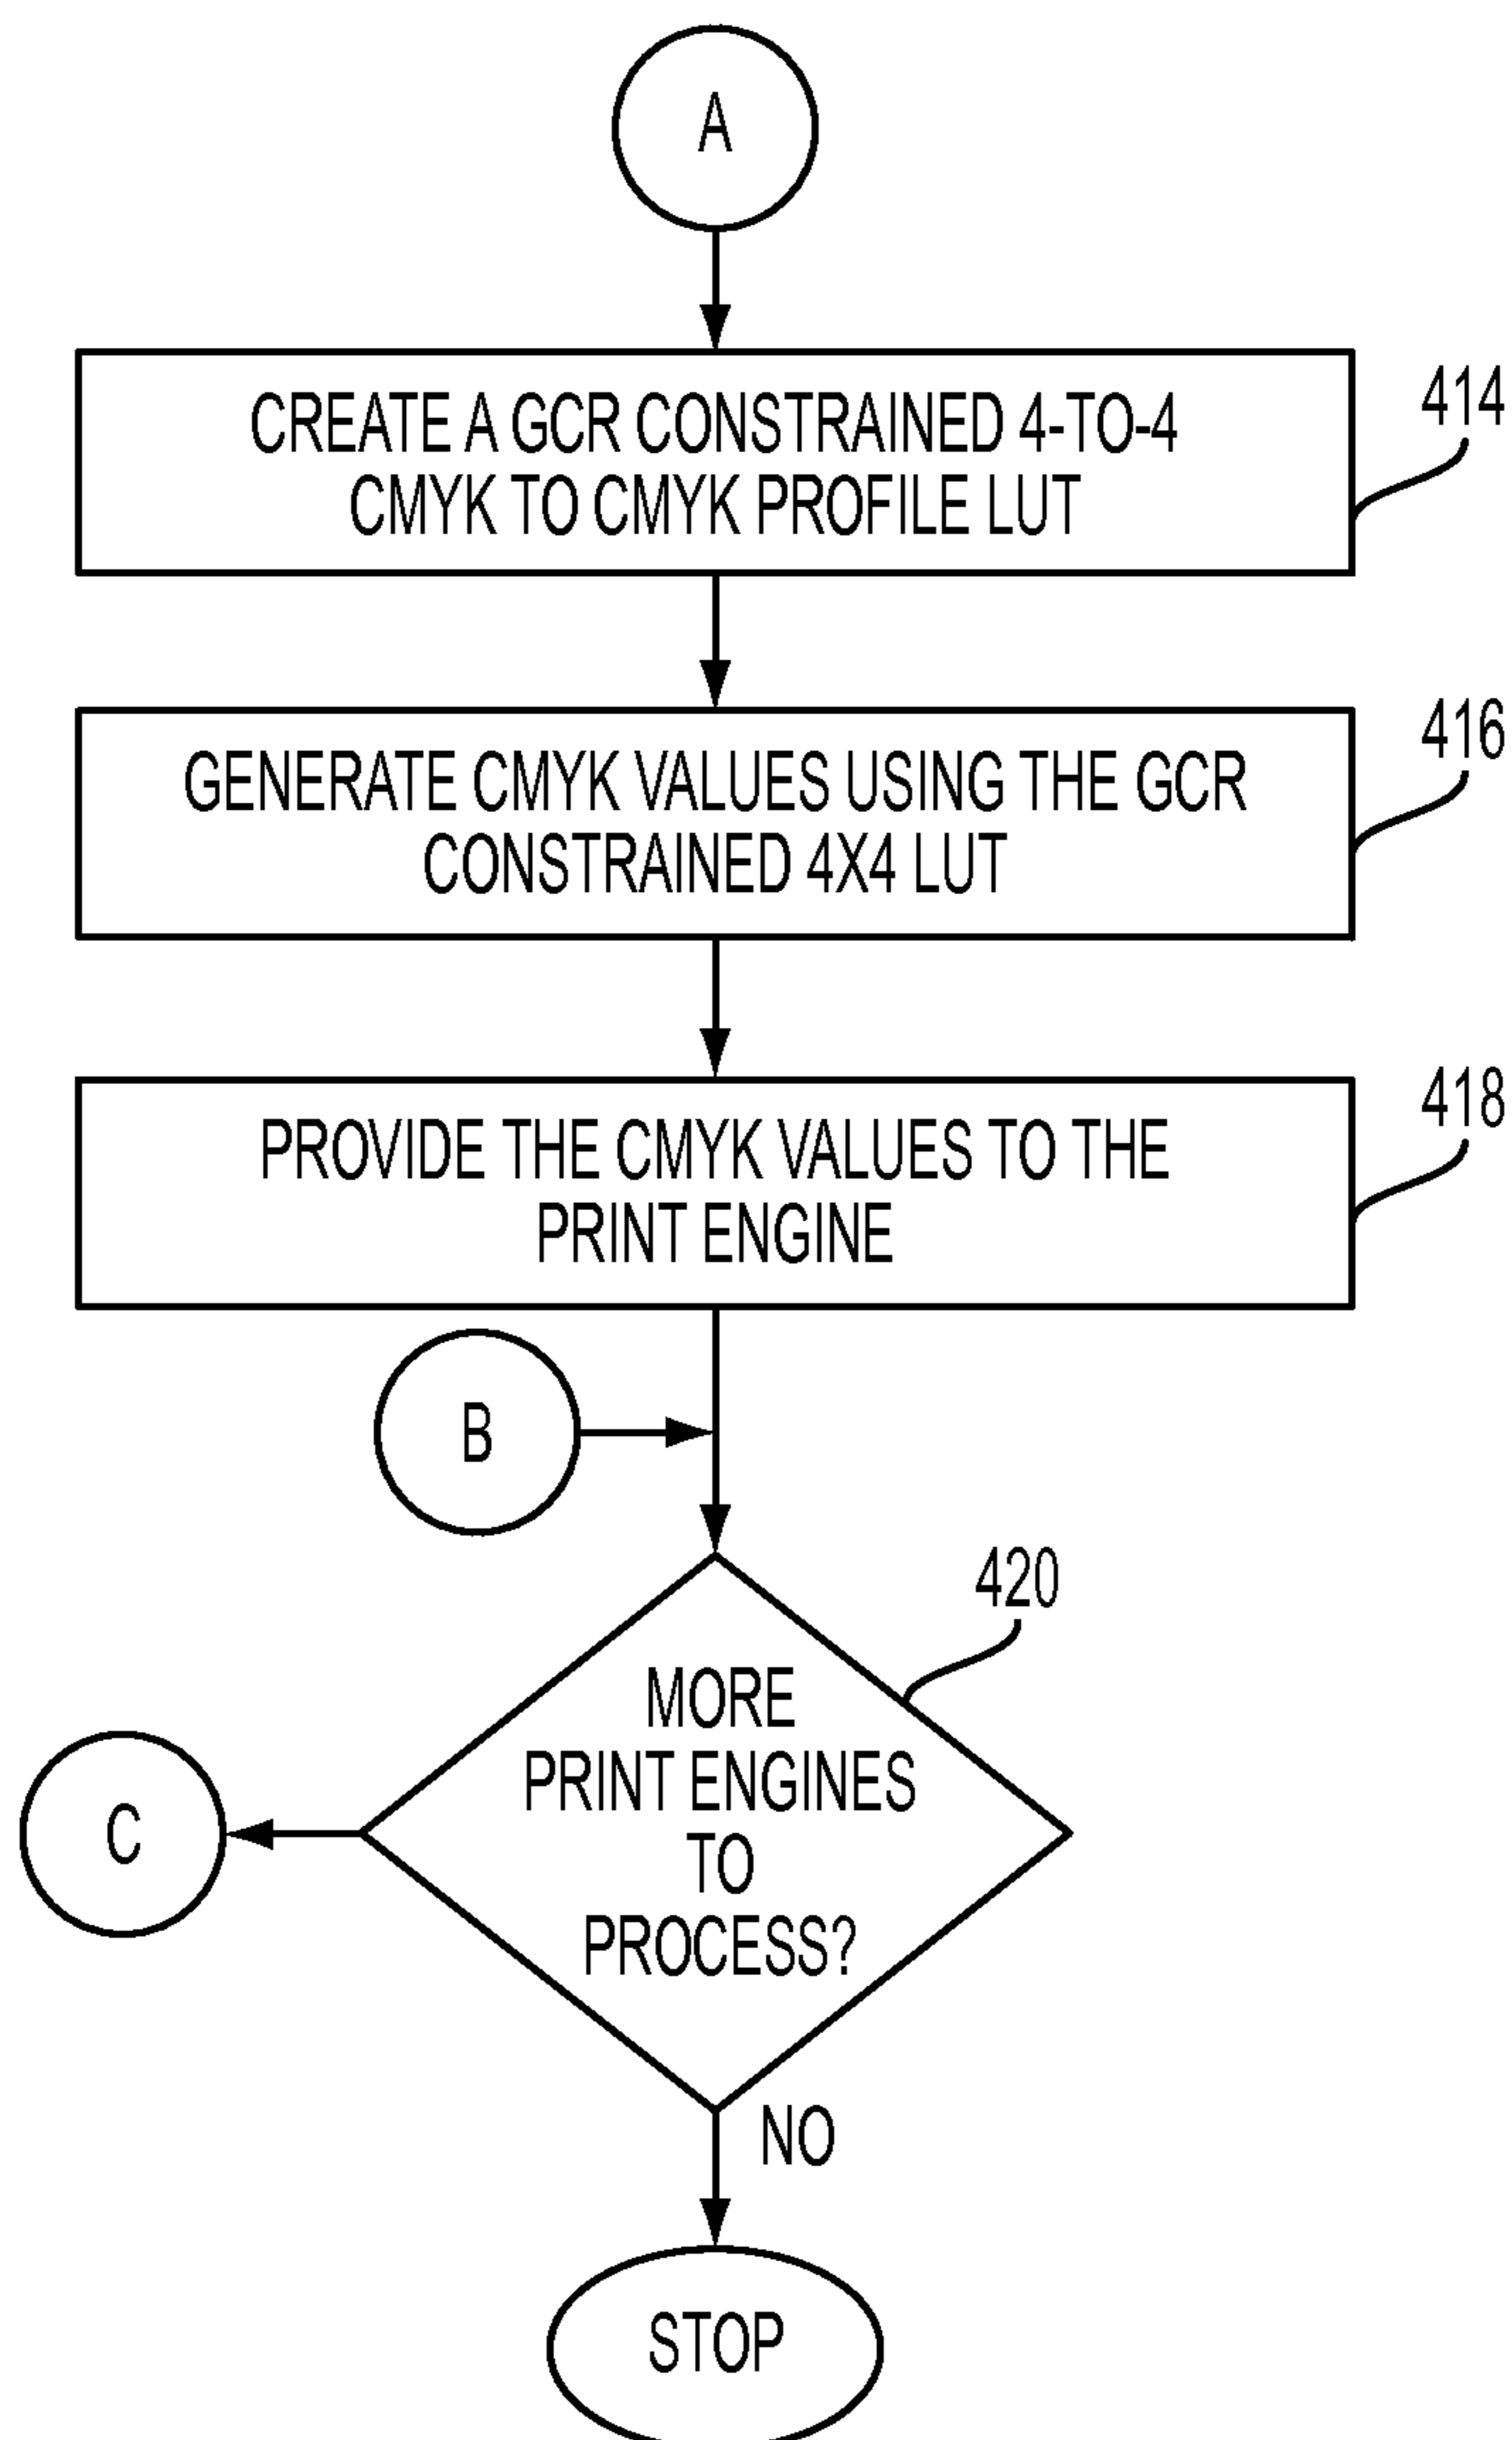 A
CREATE A GCR CONSTRAINED 4-TO-4
CMYK TO CMYK PROFILE LUT
414
GENERATE CMYK VALUES USING THE GCR
CONSTRAINED 4X4 LUT
416
PROVIDE THE CMYK VALUES TO THE
PRINT ENGINE
418
B
420
MORE
PRINT ENGINES
TO
PROCESS?
C
NO
STOP